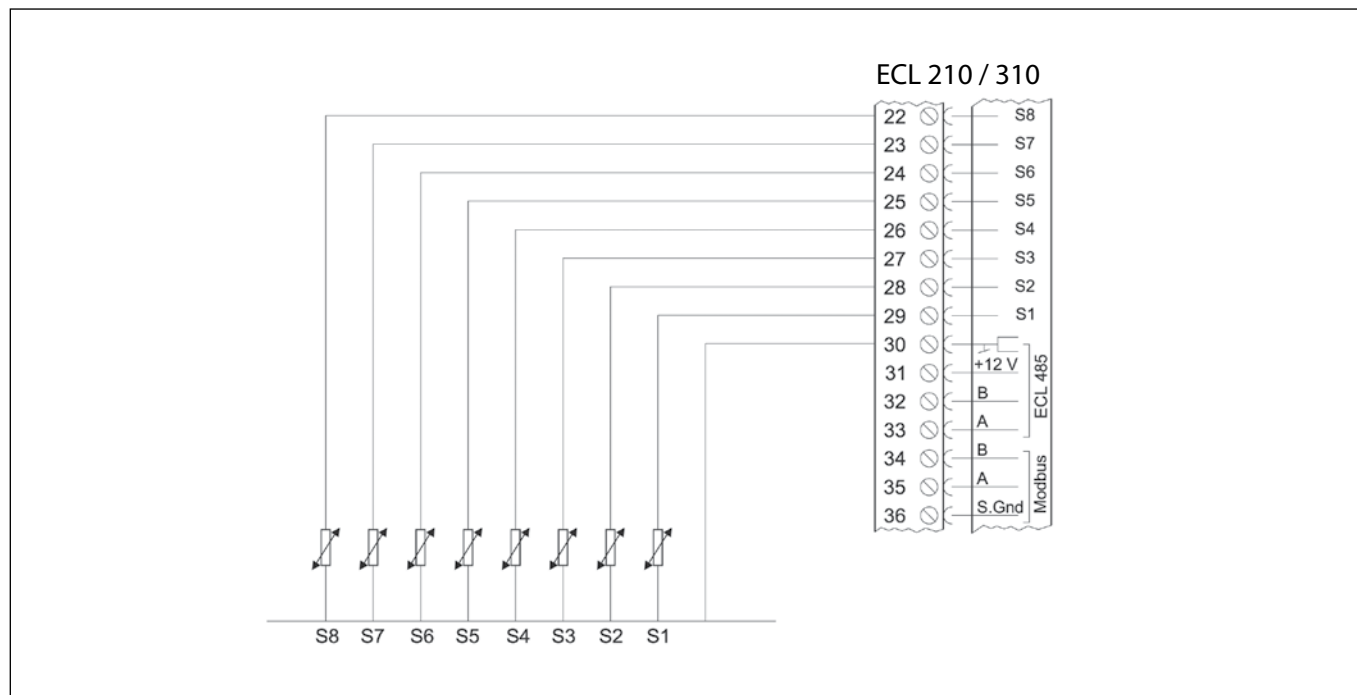 ECL 210 / 310
22 S8
23 S7
24 S6
25 S5
26 S4
27 S3
28 S2
29 S1
30
31 +12 V
32 B
33 A
ECL 485
34 B
35 A
36 S.Gnd
Modbus
S8 S7 S6 S5 S4 S3 S2 S1